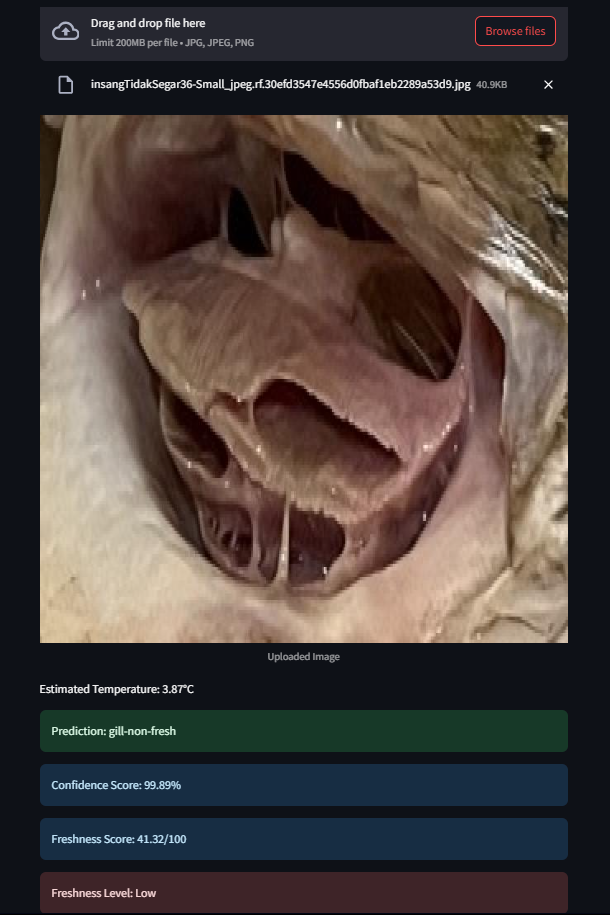 Drag and drop file here
Limit 200MB per file • JPG, JPEG, PNG
Browse files
insangTidakSegar36-Small_jpeg.rf.30efd3547e4556d0fbaf1eb2289a53d9.jpg 40.9KB
Uploaded Image
Estimated Temperature: 3.87°C
Prediction: gill-non-fresh
Confidence Score: 99.89%
Freshness Score: 41.32/100
Freshness Level: Low